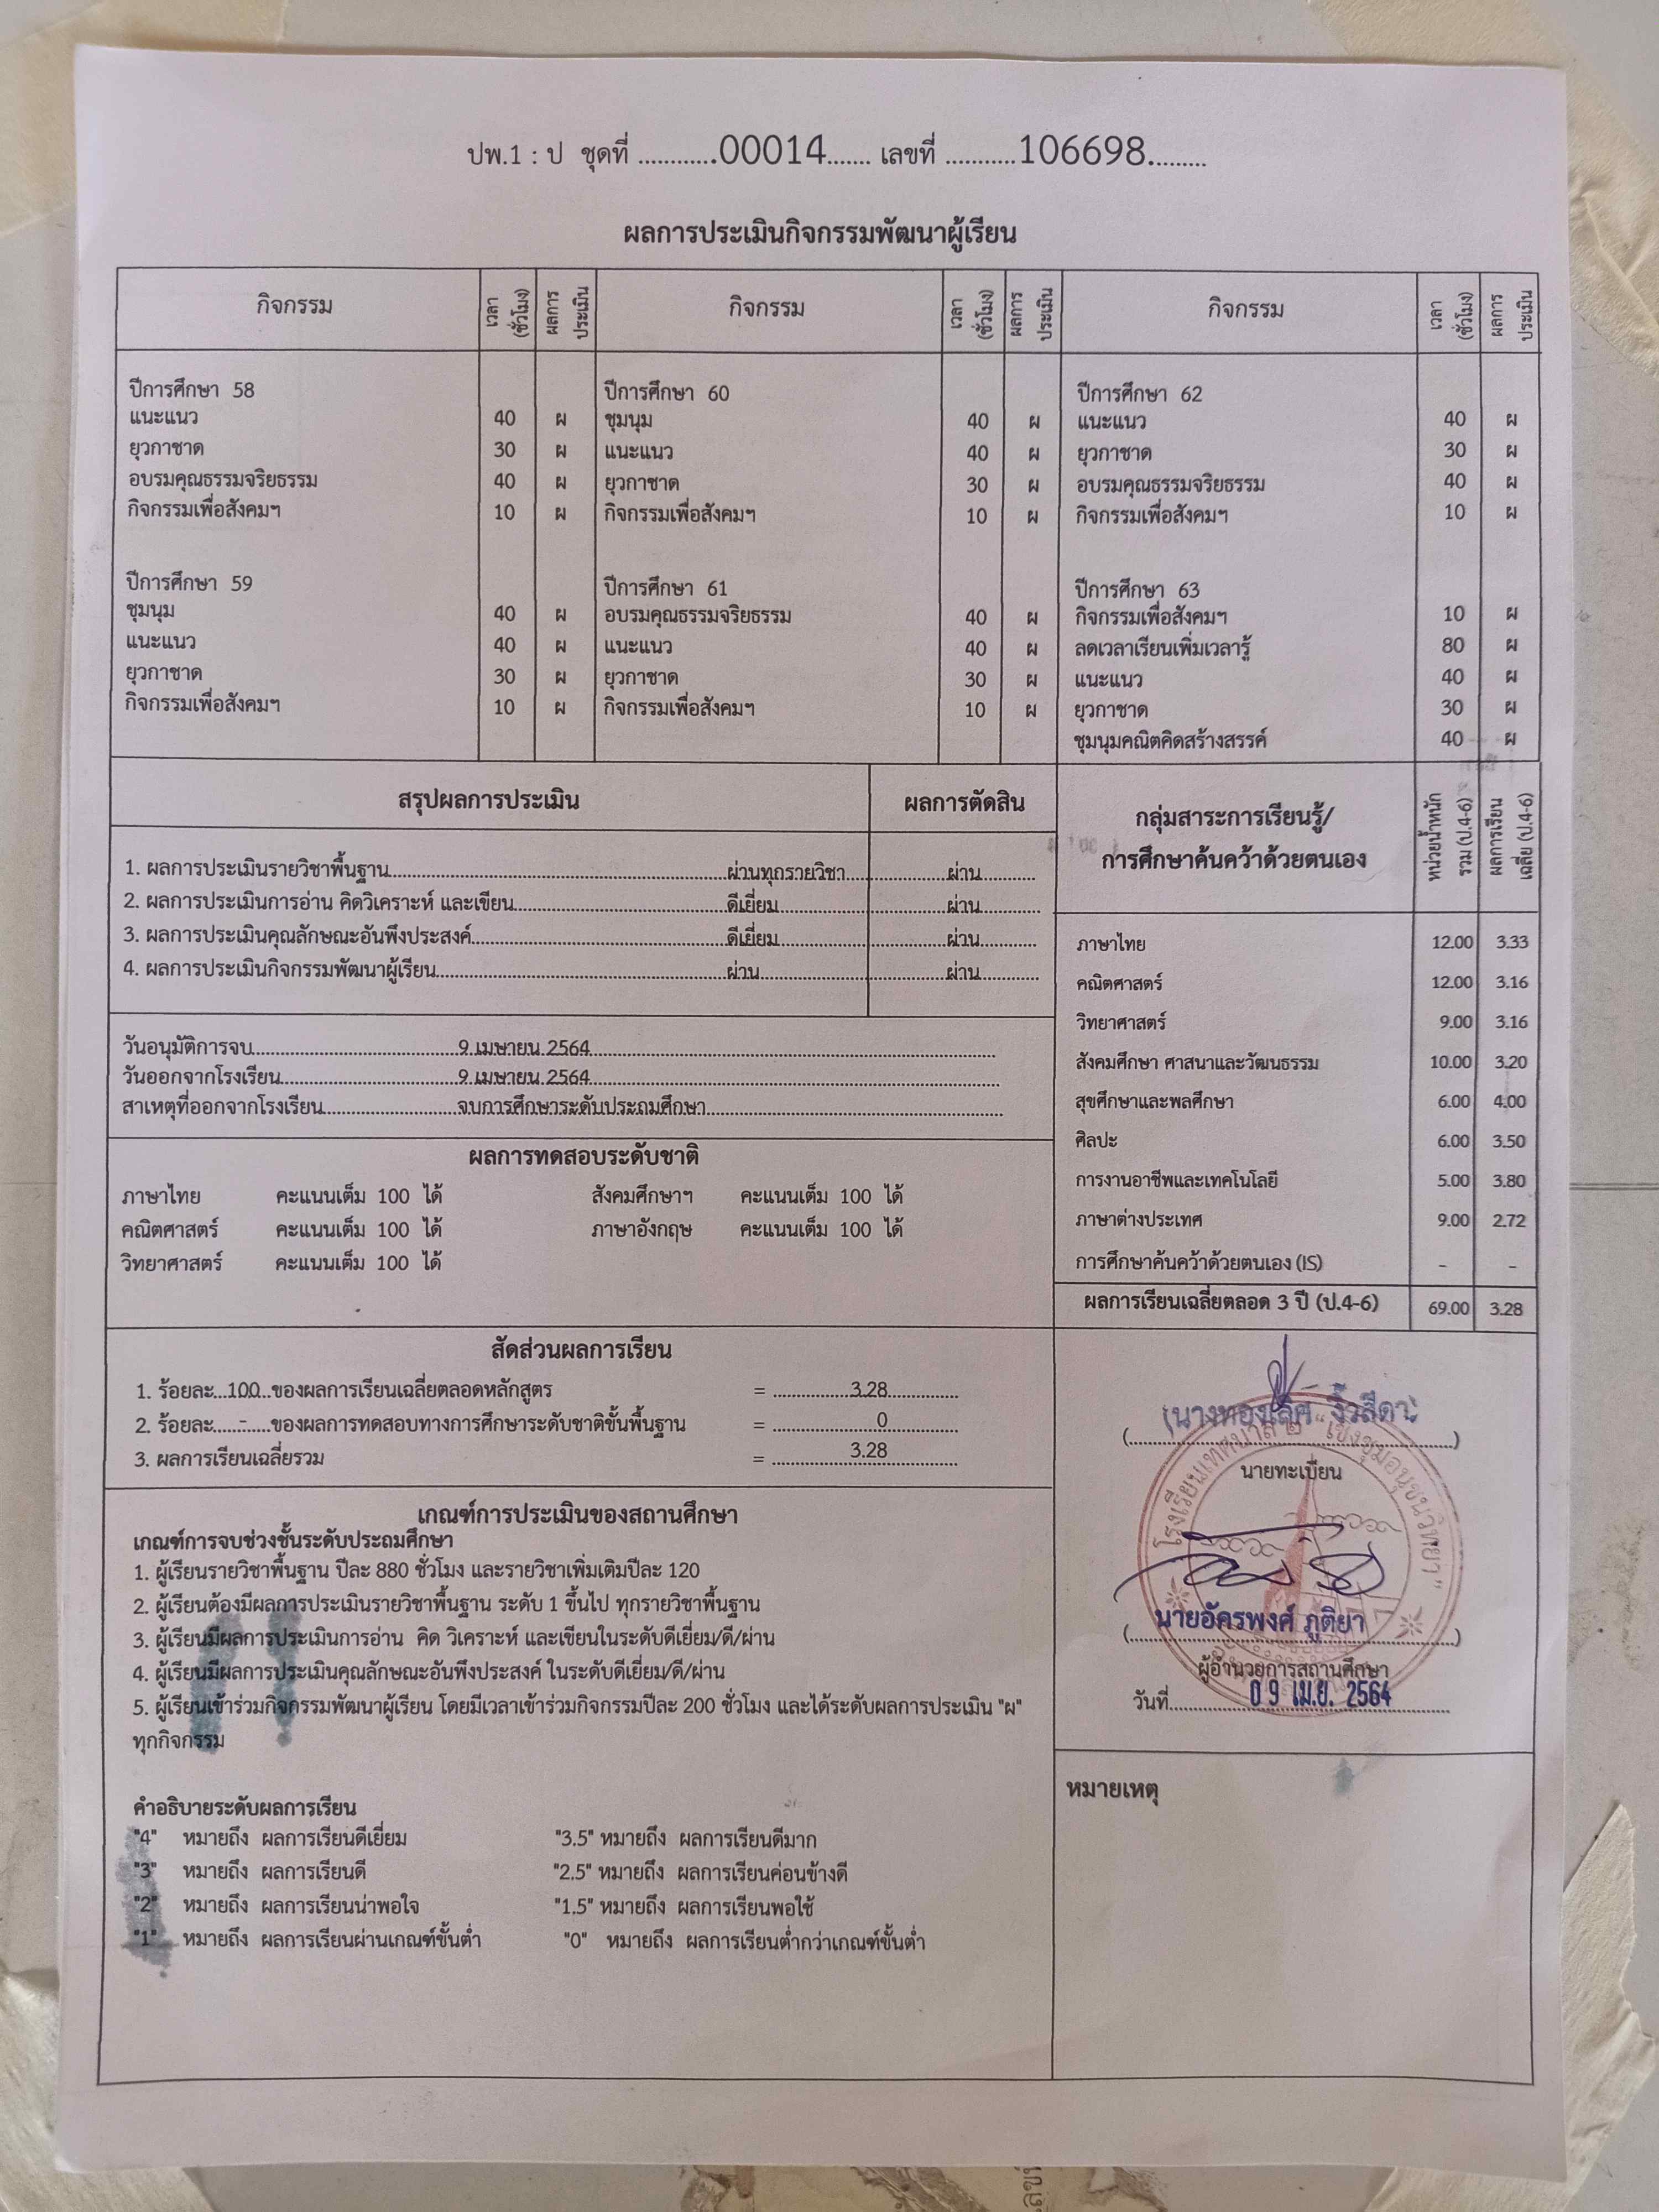 ปพ.1 : ป ชุดที่ ............00014....... เลขที่ ...........106698.........
ผลการประเมินกิจกรรมพัฒนาผู้เรียน
กิจกรรม เวลา (ชั่วโมง) ผลการประเมิน กิจกรรม เวลา (ชั่วโมง) ผลการประเมิน กิจกรรม เวลา (ชั่วโมง) ผลการประเมิน
ปีการศึกษา 58 ปีการศึกษา 60 ปีการศึกษา 62
แนะแนว 40 ผ ชุมนุม 40 ผ แนะแนว 40 ผ
ยุวกาชาด 30 ผ แนะแนว 40 ผ ยุวกาชาด 30 ผ
อบรมคุณธรรมจริยธรรม 40 ผ ยุวกาชาด 30 ผ อบรมคุณธรรมจริยธรรม 40 ผ
กิจกรรมเพื่อสังคมฯ 10 ผ กิจกรรมเพื่อสังคมฯ 10 ผ กิจกรรมเพื่อสังคมฯ 10 ผ
ปีการศึกษา 59 ปีการศึกษา 61 ปีการศึกษา 63
ชุมนุม 40 ผ อบรมคุณธรรมจริยธรรม 40 ผ กิจกรรมเพื่อสังคมฯ 10 ผ
แนะแนว 40 ผ แนะแนว 40 ผ ลดเวลาเรียนเพิ่มเวลารู้ 80 ผ
ยุวกาชาด 30 ผ ยุวกาชาด 30 ผ แนะแนว 40 ผ
กิจกรรมเพื่อสังคมฯ 10 ผ กิจกรรมเพื่อสังคมฯ 10 ผ ยุวกาชาด 30 ผ
ชุมนุมคณิตคิดสร้างสรรค์ 40 ผ
สรุปผลการประเมิน ผลการตัดสิน
1. ผลการประเมินรายวิชาพื้นฐาน ผ่านทุกรายวิชา ผ่าน
2. ผลการประเมินการอ่าน คิดวิเคราะห์ และเขียน ดีเยี่ยม ผ่าน
3. ผลการประเมินคุณลักษณะอันพึงประสงค์ ดีเยี่ยม ผ่าน
4. ผลการประเมินกิจกรรมพัฒนาผู้เรียน ผ่าน ผ่าน
วันอนุมัติการจบ 9 เมษายน 2564
วันออกจากโรงเรียน 9 เมษายน 2564
สาเหตุที่ออกจากโรงเรียน จบการศึกษาระดับประถมศึกษา
ผลการทดสอบระดับชาติ
ภาษาไทย คะแนนเต็ม 100 ได้ สังคมศึกษาฯ คะแนนเต็ม 100 ได้
คณิตศาสตร์ คะแนนเต็ม 100 ได้ ภาษาอังกฤษ คะแนนเต็ม 100 ได้
วิทยาศาสตร์ คะแนนเต็ม 100 ได้
กลุ่มสาระการเรียนรู้/ การศึกษาค้นคว้าด้วยตนเอง หน่วยน้ำหนัก รวม (ป.4-6) ผลการเรียน เฉลี่ย (ป.4-6)
ภาษาไทย 12.00 3.33
คณิตศาสตร์ 12.00 3.16
วิทยาศาสตร์ 9.00 3.16
สังคมศึกษา ศาสนาและวัฒนธรรม 10.00 3.20
สุขศึกษาและพลศึกษา 6.00 4.00
ศิลปะ 6.00 3.50
การงานอาชีพและเทคโนโลยี 5.00 3.80
ภาษาต่างประเทศ 9.00 2.72
การศึกษาค้นคว้าด้วยตนเอง (IS) - -
ผลการเรียนเฉลี่ยตลอด 3 ปี (ป.4-6) 69.00 3.28
สัดส่วนผลการเรียน
1. ร้อยละ 100 ของผลการเรียนเฉลี่ยตลอดหลักสูตร = 3.28
2. ร้อยละ - ของผลการทดสอบทางการศึกษาระดับชาติขั้นพื้นฐาน = 0
3. ผลการเรียนเฉลี่ยรวม = 3.28
เกณฑ์การประเมินของสถานศึกษา
เกณฑ์การจบช่วงชั้นระดับประถมศึกษา
1. ผู้เรียนรายวิชาพื้นฐาน ปีละ 880 ชั่วโมง และรายวิชาเพิ่มเติมปีละ 120
2. ผู้เรียนต้องมีผลการประเมินรายวิชาพื้นฐาน ระดับ 1 ขึ้นไป ทุกรายวิชาพื้นฐาน
3. ผู้เรียนมีผลการประเมินการอ่าน คิด วิเคราะห์ และเขียนในระดับดีเยี่ยม/ดี/ผ่าน
4. ผู้เรียนมีผลการประเมินคุณลักษณะอันพึงประสงค์ ในระดับดีเยี่ยม/ดี/ผ่าน
5. ผู้เรียนเข้าร่วมกิจกรรมพัฒนาผู้เรียน โดยมีเวลาเข้าร่วมกิจกรรมปีละ 200 ชั่วโมง และได้ระดับผลการประเมิน "ผ"
ทุกกิจกรรม
คำอธิบายระดับผลการเรียน
"4" หมายถึง ผลการเรียนดีเยี่ยม "3.5" หมายถึง ผลการเรียนดีมาก
"3" หมายถึง ผลการเรียนดี "2.5" หมายถึง ผลการเรียนค่อนข้างดี
"2" หมายถึง ผลการเรียนน่าพอใจ "1.5" หมายถึง ผลการเรียนพอใช้
"1" หมายถึง ผลการเรียนผ่านเกณฑ์ขั้นต่ำ "0" หมายถึง ผลการเรียนต่ำกว่าเกณฑ์ขั้นต่ำ
(นางทองเลิศ งิ้วสีดา)
นายทะเบียน
โรงเรียนเทศบาล ๒ "เชิงชุมอนุชนวิทยา"
นายอัครพงศ์ ภูติยา
ผู้อำนวยการสถานศึกษา
วันที่ 09 เม.ย. 2564
หมายเหตุ